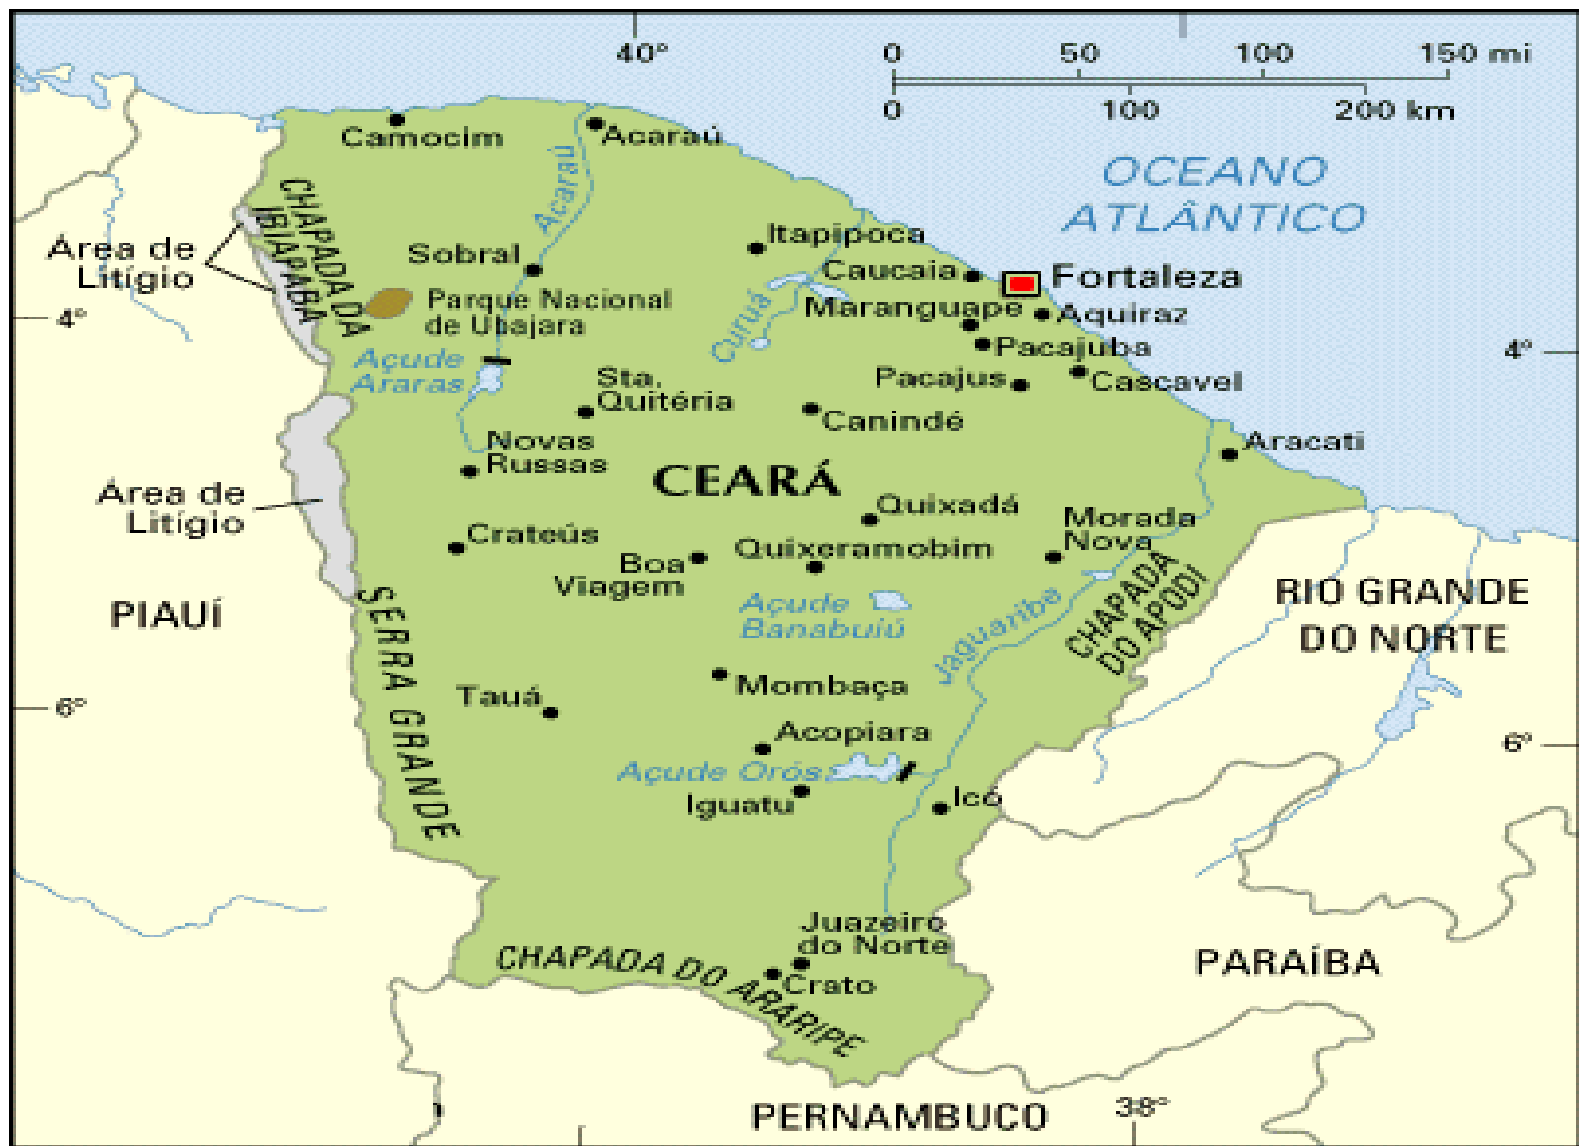 40°
0 50 100 150 mi
0 100 200 km
OCEANO
ATLÂNTICO
Camocim
Acaraú
Acaraú
CHAPADA DA
IBIAPABA
Área de
Litígio
Sobral
Itapipoca
Caucaia
Fortaleza
Parque Nacional
de Ubajara
Maranguape
Aquiraz
4°
Curuá
Pacajuba
4°
Açude
Araras
Sta.
Quitéria
Pacajus
Cascavel
Canindé
Novas
Russas
Aracati
CEARÁ
Área de
Litígio
Quixadá
Morada
Nova
Crateús
Boa
Viagem
Quixeramobim
PIAUÍ
SERRA GRANDE
Açude
Banabuiú
Jaguaribe
CHAPADA
DO APODI
RIO GRANDE
DO NORTE
Tauá
Mombaça
6°
Acopiara
6°
Açude Orós
Iguatu
Icó
Juazeiro
do Norte
CHAPADA DO ARARIPE
Crato
PARAÍBA
PERNAMBUCO
38°